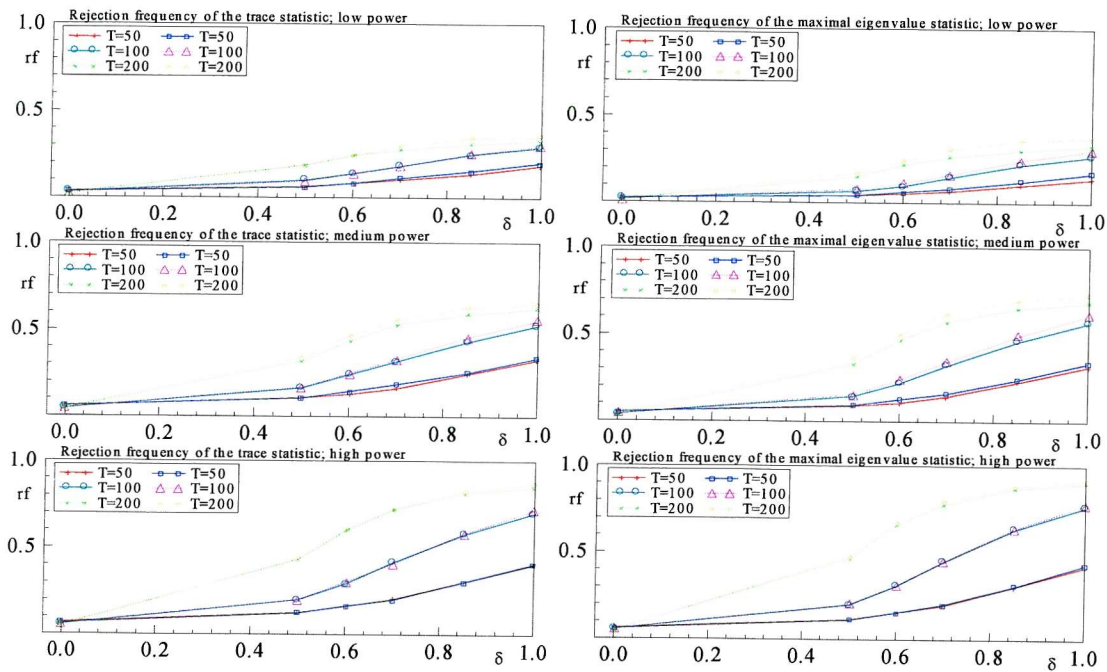 Rejection frequency of the trace statistic; low power
1.0
rf
0.5
T=50 T=50
T=100 T=100
T=200 T=200
0.0 0.2 0.4 0.6 0.8 δ 1.0
Rejection frequency of the maximal eigenvalue statistic; low power
1.0
rf
0.5
T=50 T=50
T=100 T=100
T=200 T=200
0.0 0.2 0.4 0.6 0.8 δ 1.0
Rejection frequency of the trace statistic; medium power
1.0
rf
0.5
T=50 T=50
T=100 T=100
T=200 T=200
0.0 0.2 0.4 0.6 0.8 δ 1.0
Rejection frequency of the maximal eigenvalue statistic; medium power
1.0
rf
0.5
T=50 T=50
T=100 T=100
T=200 T=200
0.0 0.2 0.4 0.6 0.8 δ 1.0
Rejection frequency of the trace statistic; high power
1.0
rf
0.5
T=50 T=50
T=100 T=100
T=200 T=200
0.0 0.2 0.4 0.6 0.8 δ 1.0
Rejection frequency of the maximal eigenvalue statistic; high power
1.0
rf
0.5
T=50 T=50
T=100 T=100
T=200 T=200
0.0 0.2 0.4 0.6 0.8 δ 1.0